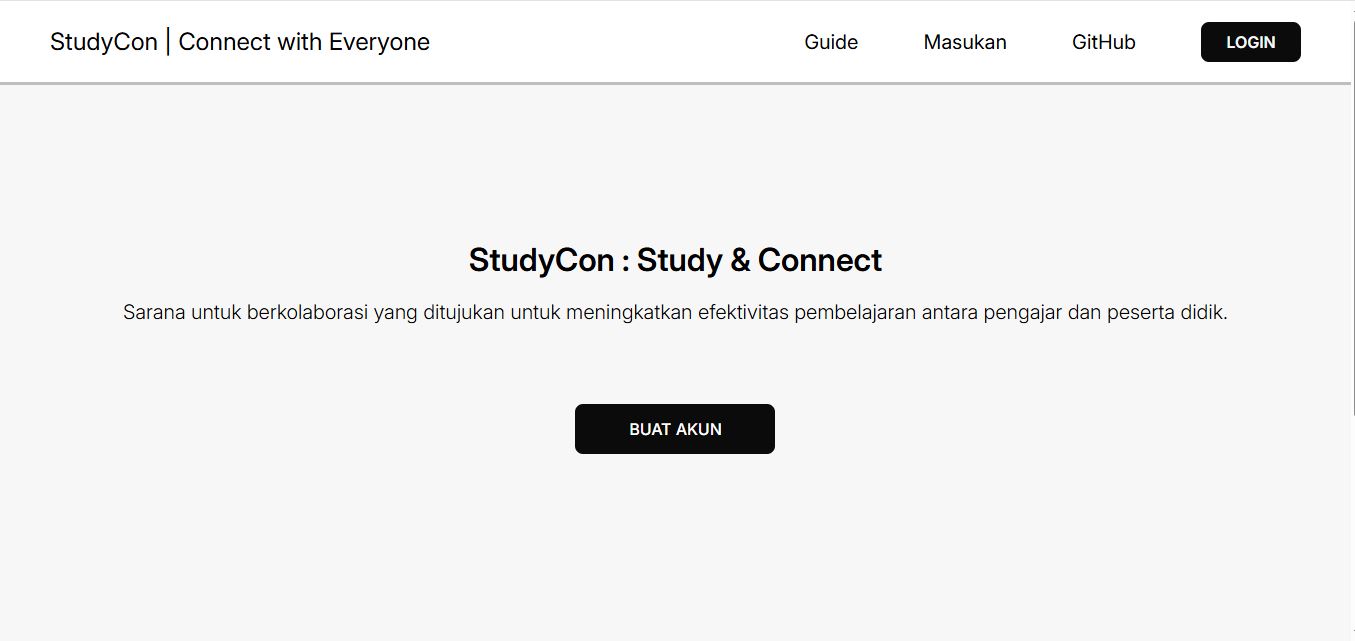 StudyCon | Connect with Everyone
Guide
Masukan
GitHub
LOGIN
StudyCon : Study & Connect
Sarana untuk berkolaborasi yang ditujukan untuk meningkatkan efektivitas pembelajaran antara pengajar dan peserta didik.
BUAT AKUN